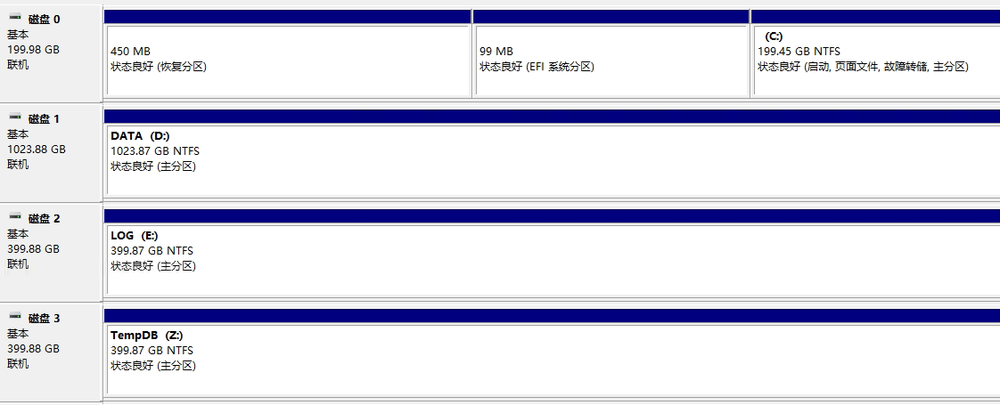 磁盘 0
基本
199.98 GB
联机
450 MB
状态良好 (恢复分区)
99 MB
状态良好 (EFI 系统分区)
(C:)
199.45 GB NTFS
状态良好 (启动, 页面文件, 故障转储, 主分区)
磁盘 1
基本
1023.88 GB
联机
DATA (D:)
1023.87 GB NTFS
状态良好 (主分区)
磁盘 2
基本
399.88 GB
联机
LOG (E:)
399.87 GB NTFS
状态良好 (主分区)
磁盘 3
基本
399.88 GB
联机
TempDB (Z:)
399.87 GB NTFS
状态良好 (主分区)